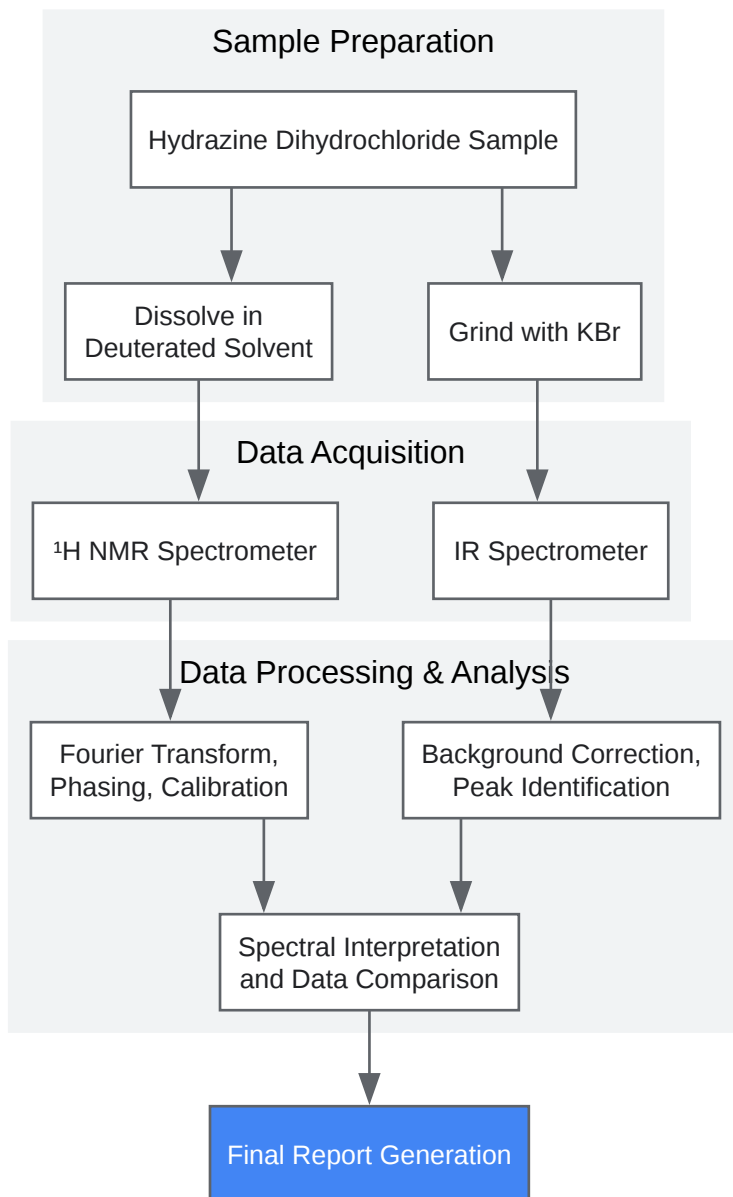 Sample Preparation
Hydrazine Dihydrochloride Sample
Dissolve in
Deuterated Solvent
Grind with KBr
Data Acquisition
¹H NMR Spectrometer
IR Spectrometer
Data Processing & Analysis
Fourier Transform,
Phasing, Calibration
Background Correction,
Peak Identification
Spectral Interpretation
and Data Comparison
Final Report Generation